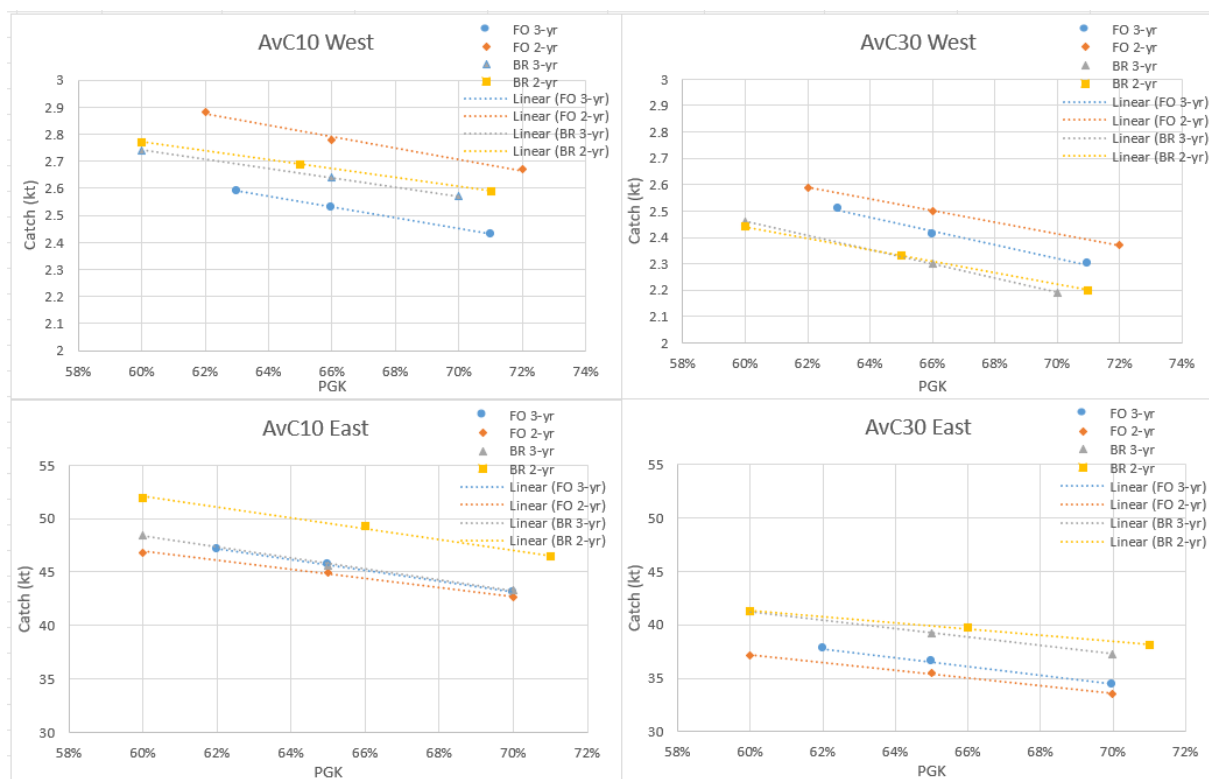 AvC10 West
FO 3-yr
FO 2-yr
BR 3-yr
BR 2-yr
Linear (FO 3-yr)
Linear (FO 2-yr)
Linear (BR 3-yr)
Linear (BR 2-yr)
Catch (kt)
3
2.9
2.8
2.7
2.6
2.5
2.4
2.3
2.2
2.1
2
58% 60% 62% 64% 66% 68% 70% 72% 74%
PGK
AvC30 West
FO 3-yr
FO 2-yr
BR 3-yr
BR 2-yr
Linear (FO 3-yr)
Linear (FO 2-yr)
Linear (BR 3-yr)
Linear (BR 2-yr)
Catch (kt)
3
2.9
2.8
2.7
2.6
2.5
2.4
2.3
2.2
2.1
2
58% 60% 62% 64% 66% 68% 70% 72% 74%
PGK
AvC10 East
FO 3-yr
FO 2-yr
BR 3-yr
BR 2-yr
Linear (FO 3-yr)
Linear (FO 2-yr)
Linear (BR 3-yr)
Linear (BR 2-yr)
Catch (kt)
55
50
45
40
35
30
58% 60% 62% 64% 66% 68% 70% 72%
PGK
AvC30 East
FO 3-yr
FO 2-yr
BR 3-yr
BR 2-yr
Linear (FO 3-yr)
Linear (FO 2-yr)
Linear (BR 3-yr)
Linear (BR 2-yr)
Catch (kt)
55
50
45
40
35
30
58% 60% 62% 64% 66% 68% 70% 72%
PGK